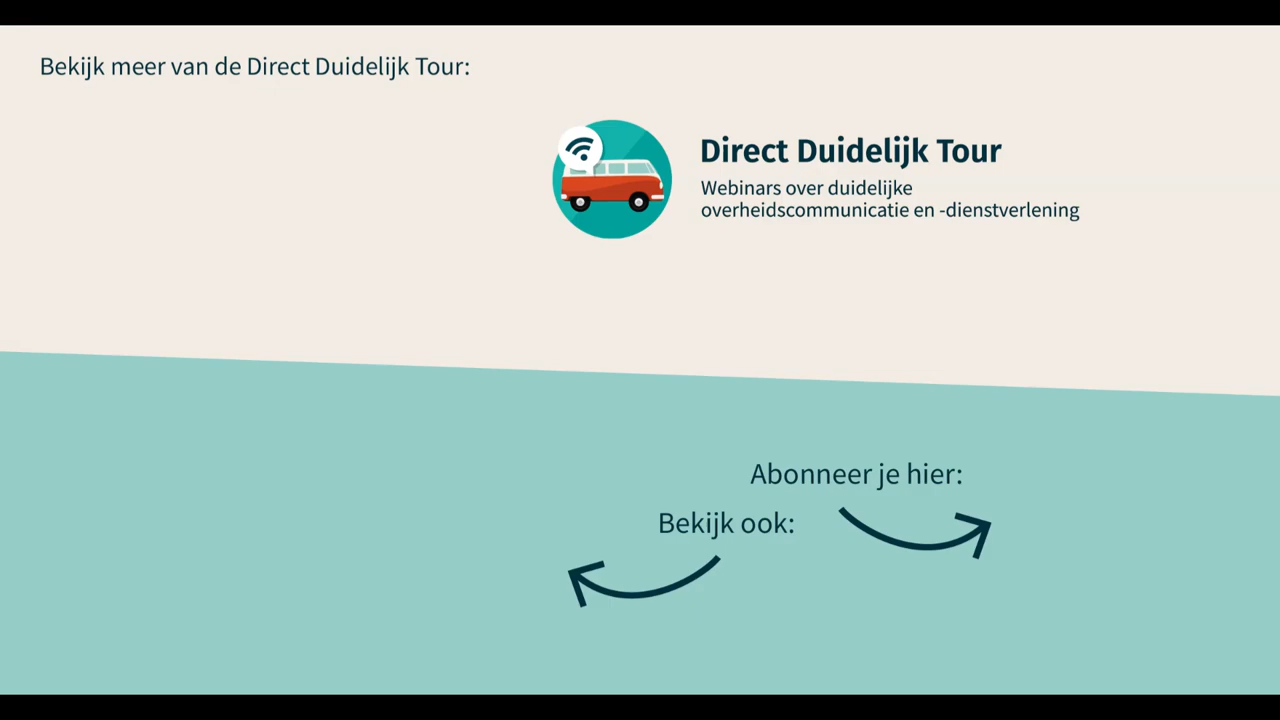 Bekijk meer van de Direct Duidelijk Tour:
Direct Duidelijk Tour
Webinars over duidelijke
overheidscommunicatie en -dienstverlening
Abonneer je hier:
Bekijk ook: